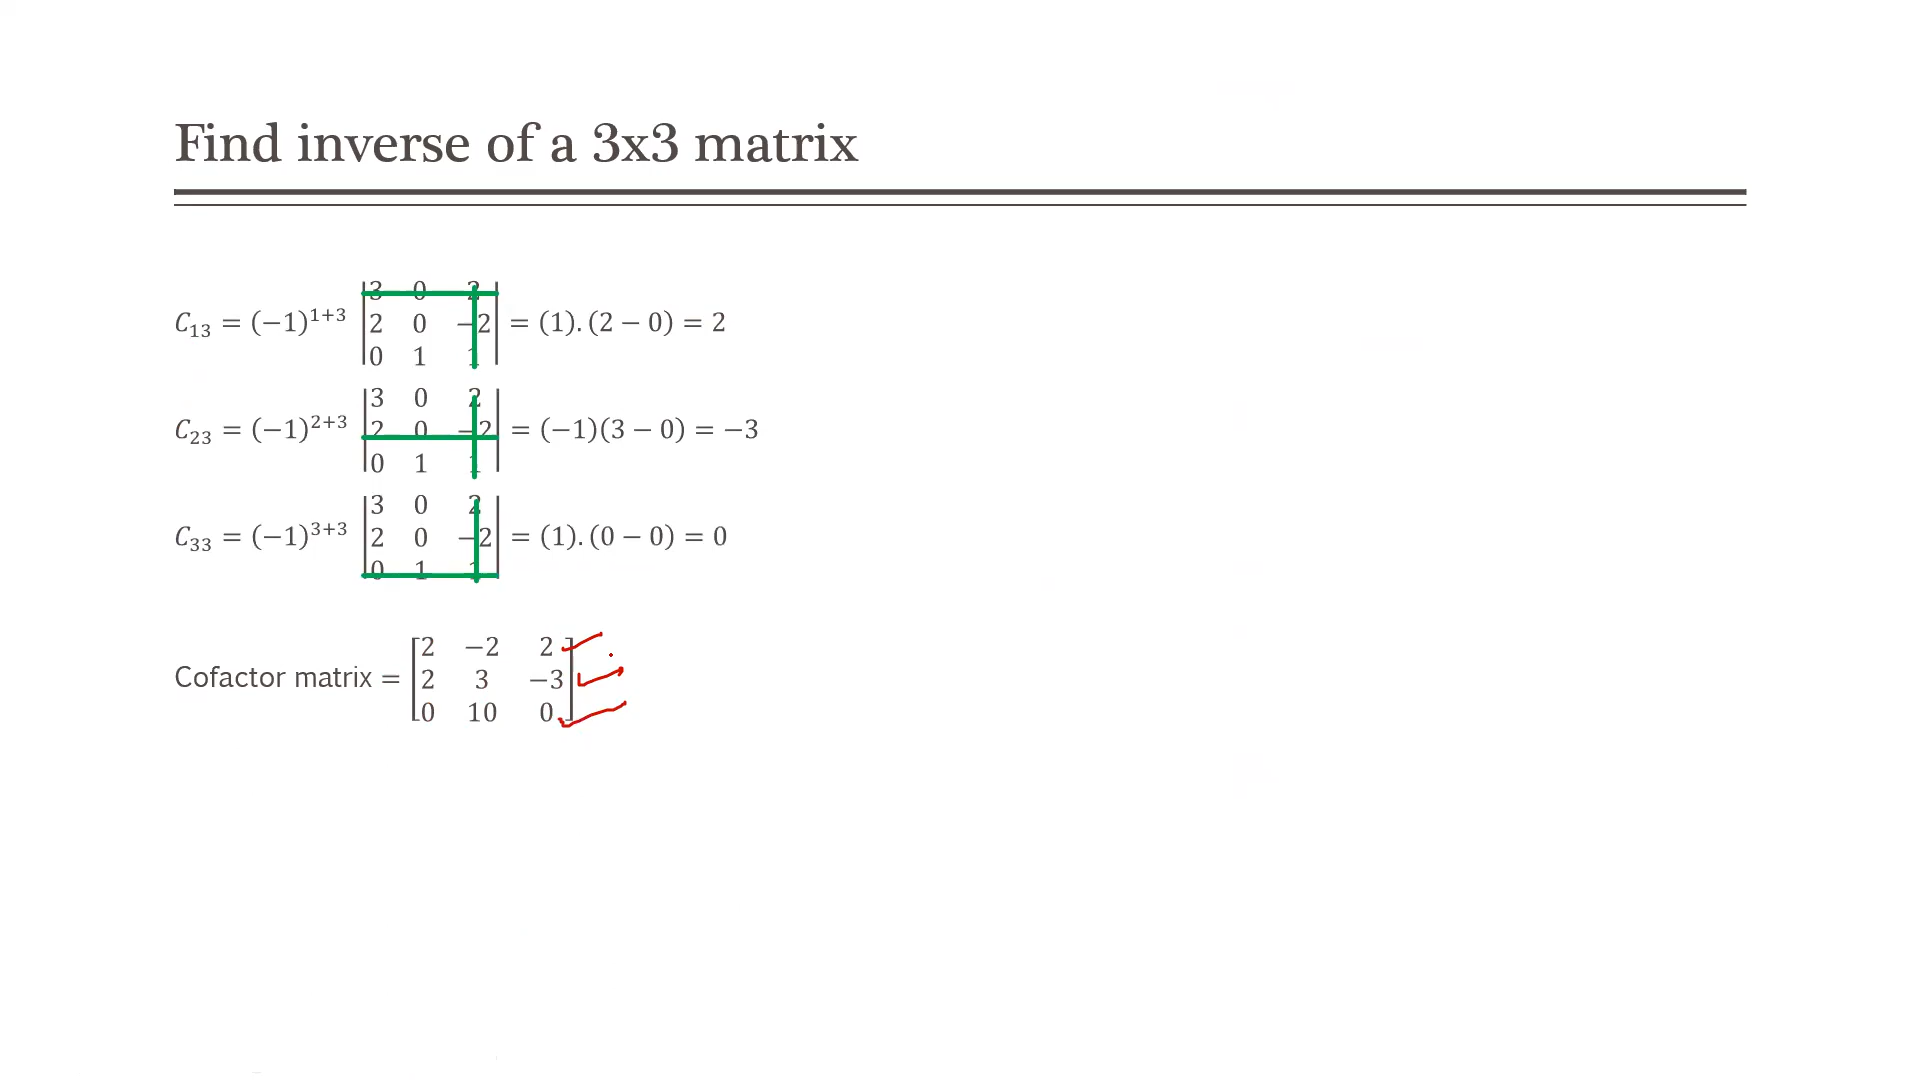 Find inverse of a 3x3 matrix
C₁₃ = (−1)¹⁺³ |3 0 2; 2 0 −2; 0 1 1| = (1).(2 − 0) = 2
C₂₃ = (−1)²⁺³ |3 0 2; 2 0 −2; 0 1 1| = (−1)(3 − 0) = −3
C₃₃ = (−1)³⁺³ |3 0 2; 2 0 −2; 0 1 1| = (1).(0 − 0) = 0
Cofactor matrix = [2 −2 2; 2 3 −3; 0 10 0]